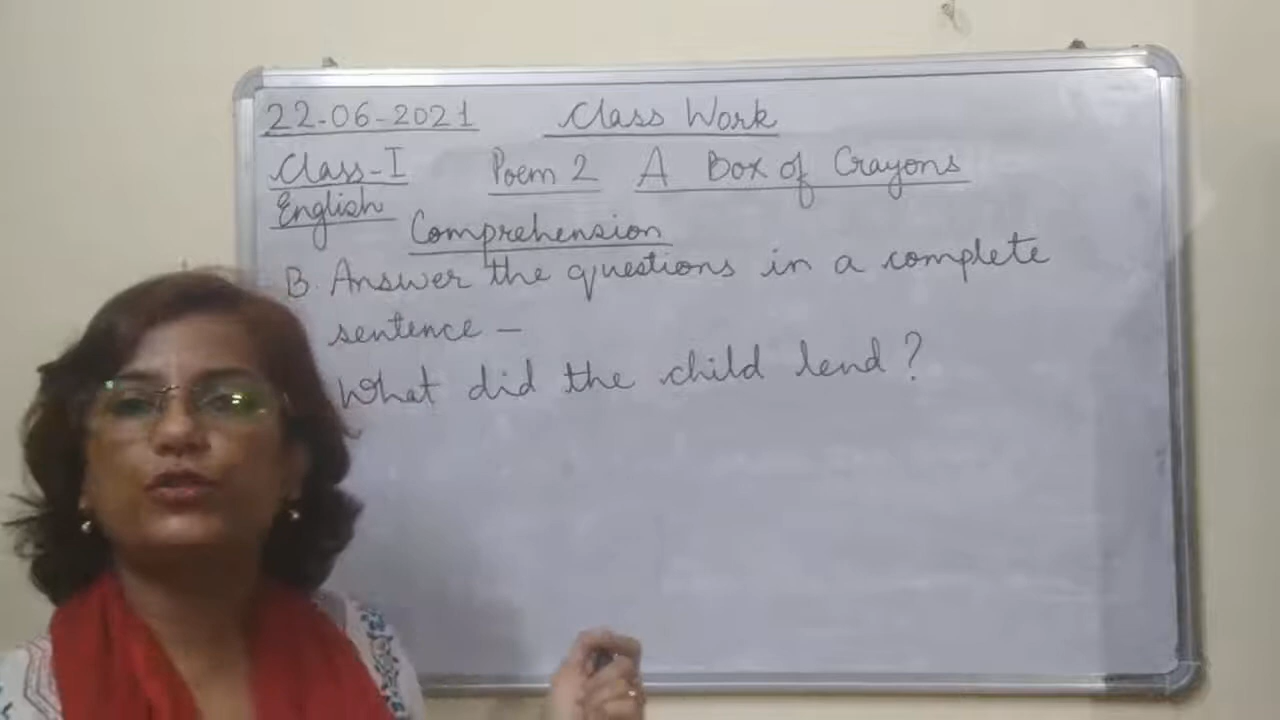 22-06-2021 Class Work
Class-I Poem 2 A Box of Crayons
English
Comprehension
B. Answer the questions in a complete
sentence –
What did the child lend?